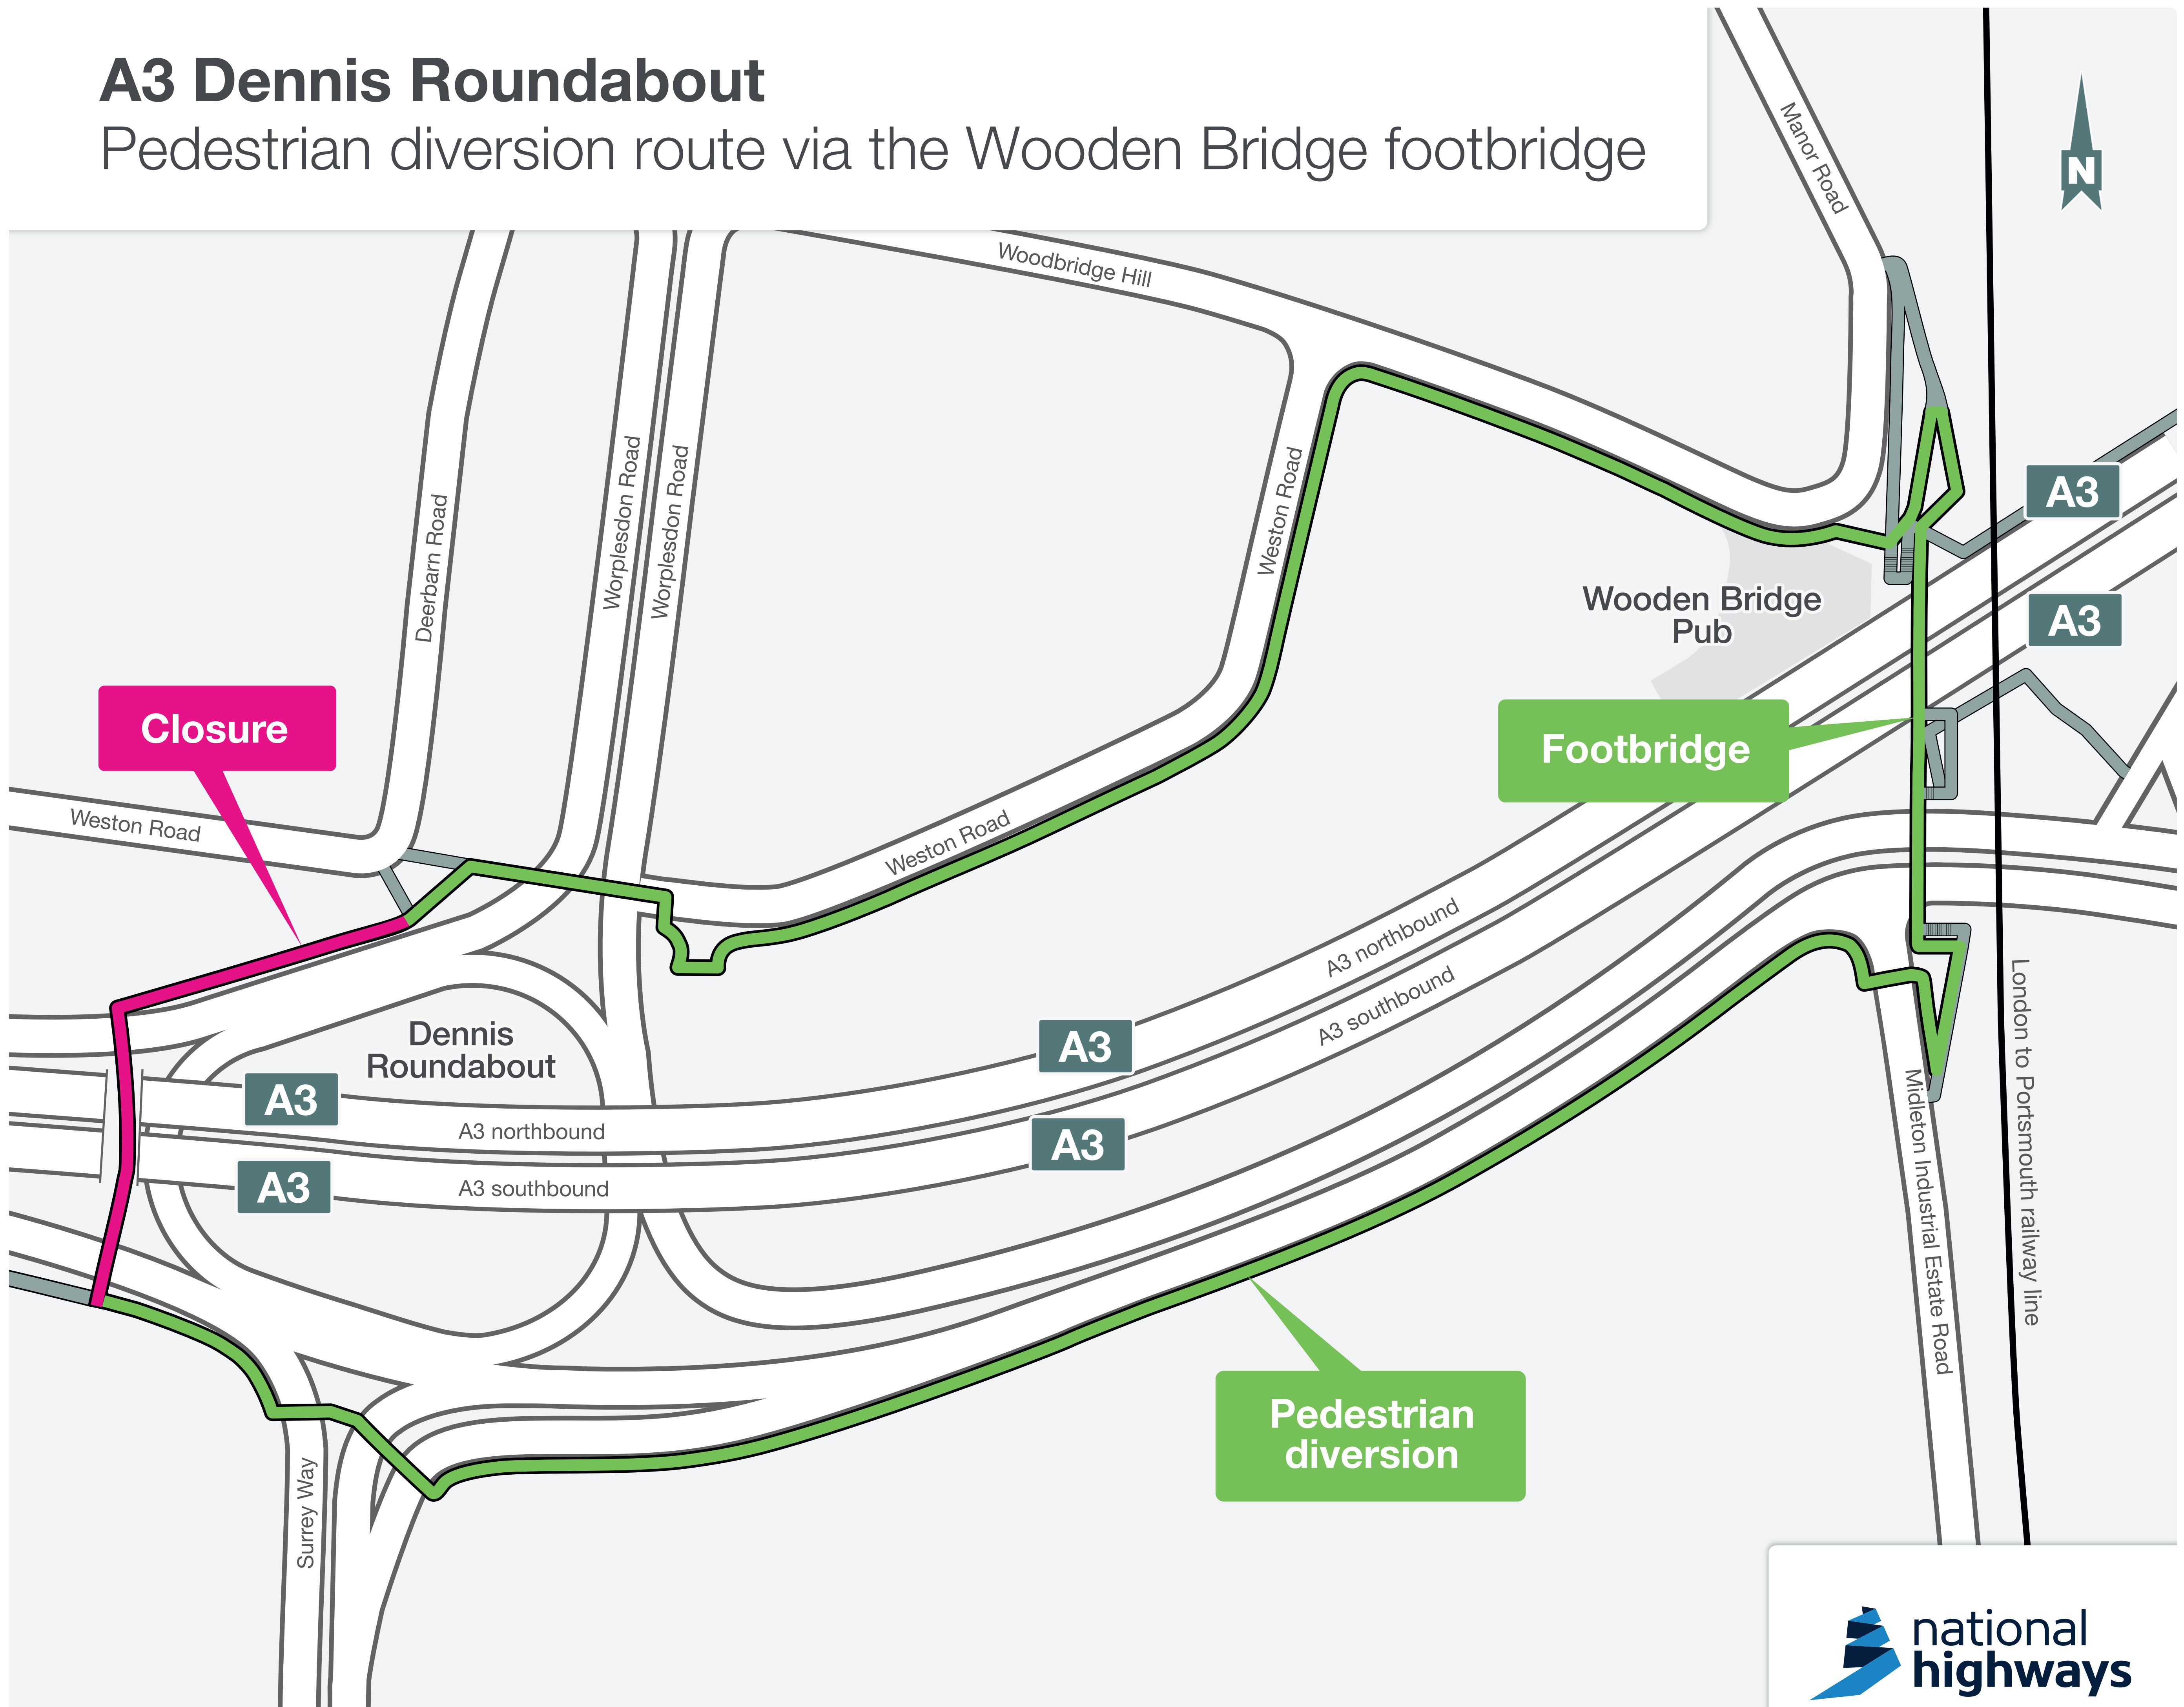 A3 Dennis Roundabout
Pedestrian diversion route via the Wooden Bridge footbridge
Manor Road
N
Woodbridge Hill
Worplesdon Road
Worplesdon Road
Weston Road
Deerbarn Road
A3
Wooden Bridge
Pub
A3
Closure
Footbridge
Weston Road
Weston Road
A3 northbound
A3 southbound
London to Portsmouth railway line
Dennis
Roundabout
A3
A3
A3 northbound
A3
A3
A3 southbound
Midleton Industrial Estate Road
Pedestrian
diversion
Surrey Way
national
highways